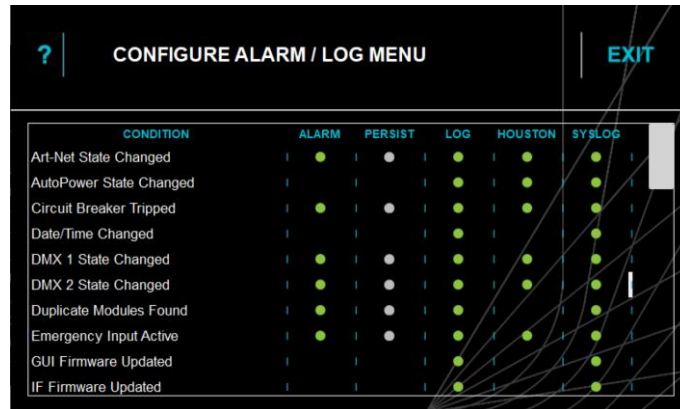 ? CONFIGURE ALARM / LOG MENU EXIT
CONDITION ALARM PERSIST LOG HOUSTON SYSLOG
Art-Net State Changed
AutoPower State Changed
Circuit Breaker Tripped
Date/Time Changed
DMX 1 State Changed
DMX 2 State Changed
Duplicate Modules Found
Emergency Input Active
GUI Firmware Updated
IF Firmware Updated